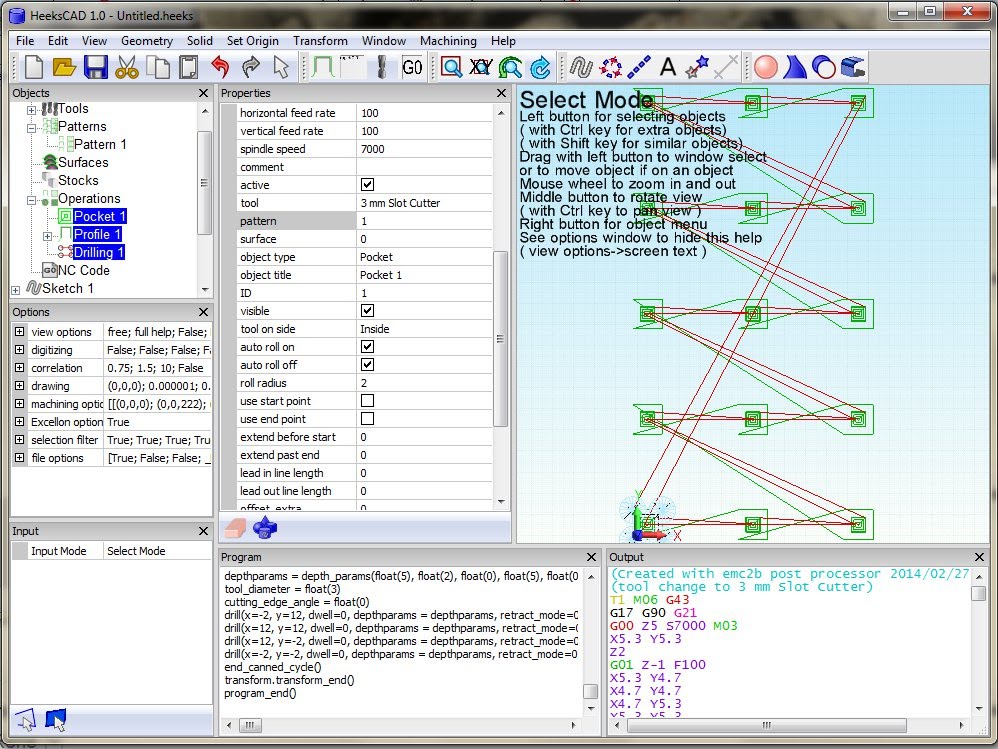 HeeksCAD 1.0 - Untitled.heeks
File Edit View Geometry Solid Set Origin Transform Window Machining Help
G0
A
Objects
Tools
Patterns
Pattern 1
Surfaces
Stocks
Operations
Pocket 1
Profile 1
Drilling 1
NC Code
Sketch 1
Options
view options free; full help; False;
digitizing False; False; False; F
correlation 0.75; 1.5; 10; False
drawing (0,0,0); 0.000001; 0.
machining optic [[(0,0,0); (0,0,222);
Excellon option True
selection filter True; True; True; Tru
file options [True; False; False; _
Input
Input Mode Select Mode
Properties
horizontal feed rate 100
vertical feed rate 100
spindle speed 7000
comment
active
tool 3 mm Slot Cutter
pattern 1
surface 0
object type Pocket
object title Pocket 1
ID 1
visible
tool on side Inside
auto roll on
auto roll off
roll radius 2
use start point
use end point
extend before start 0
extend past end 0
lead in line length 0
lead out line length 0
offset_extra 0
Select Mode
Left button for selecting objects
( with Ctrl key for extra objects)
( with Shift key for similar objects)
Drag with left button to window select
or to move object if on an object
Mouse wheel to zoom in and out
Middle button to rotate view
( with Ctrl key to pan view )
Right button for object menu
See options window to hide this help
( view options->screen text )
Y
X
Program
depthparams = depth_params(float(5), float(2), float(0), float(5), float(0
tool_diameter = float(3)
cutting_edge_angle = float(0)
drill(x=-2, y=12, dwell=0, depthparams = depthparams, retract_mode=0
drill(x=12, y=12, dwell=0, depthparams = depthparams, retract_mode=0
drill(x=12, y=-2, dwell=0, depthparams = depthparams, retract_mode=0
drill(x=-2, y=-2, dwell=0, depthparams = depthparams, retract_mode=0
end_canned_cycle()
transform.transform_end()
program_end()
Output
(Created with emc2b post processor 2014/02/27
(tool change to 3 mm Slot Cutter)
T1 M06 G43
G17 G90 G21
G00 Z5 S7000 M03
X5.3 Y5.3
Z2
G01 Z-1 F100
X5.3 Y4.7
X4.7 Y4.7
X4.7 Y5.3
X5.3 Y5.3